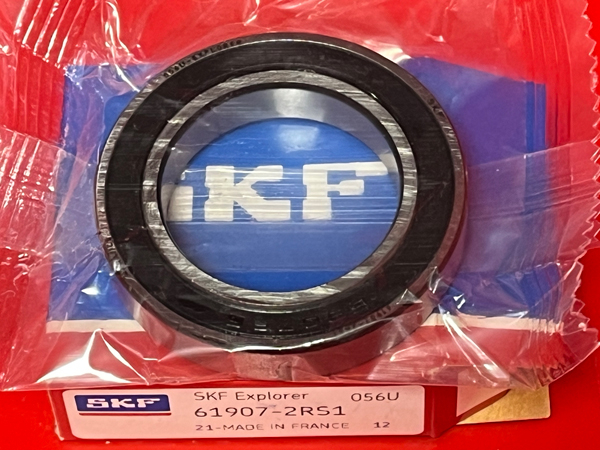 SKF
SKF
SKF Explorer 056U
61907-2RS1
21-MADE IN FRANCE 12